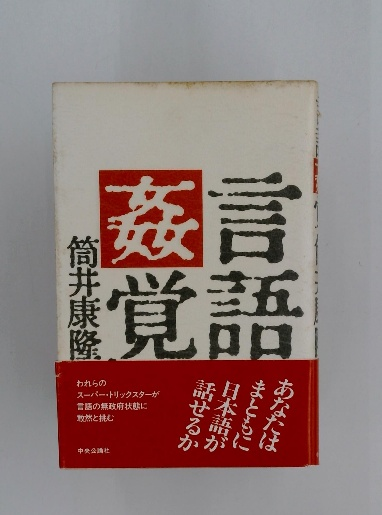 言語
姦覚
筒井康隆
あなたは
まともに
日本語が
話せるか
われらの
スーパー・トリックスターが
言語の無政府状態に
敢然と挑む
中央公論社